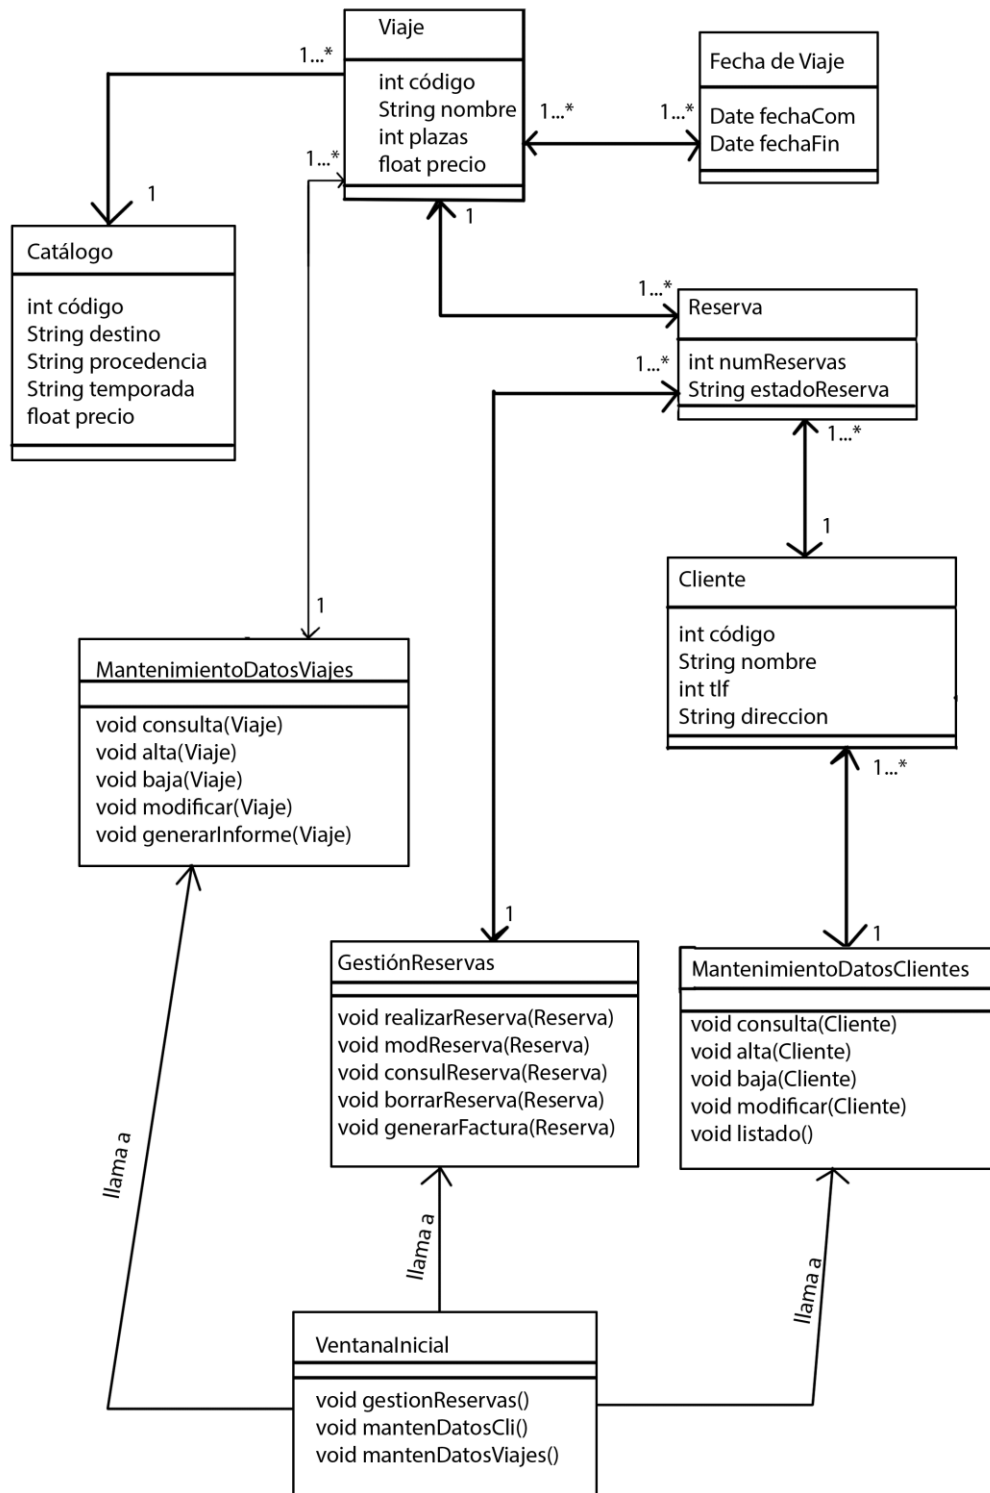 Viaje
int código
String nombre
int plazas
float precio
1...*
1...*
1...*
1...*
1
Fecha de Viaje
Date fechaCom
Date fechaFin
1
Catálogo
int código
String destino
String procedencia
String temporada
float precio
1...*
Reserva
int numReservas
String estadoReserva
1...*
1...*
1
Cliente
int código
String nombre
int tlf
String direccion
1...*
1
MantenimientoDatosViajes
void consulta(Viaje)
void alta(Viaje)
void baja(Viaje)
void modificar(Viaje)
void generarInforme(Viaje)
1
GestiónReservas
void realizarReserva(Reserva)
void modReserva(Reserva)
void consulReserva(Reserva)
void borrarReserva(Reserva)
void generarFactura(Reserva)
1
MantenimientoDatosClientes
void consulta(Cliente)
void alta(Cliente)
void baja(Cliente)
void modificar(Cliente)
void listado()
llama a
llama a
llama a
VentanaInicial
void gestionReservas()
void mantenDatosCli()
void mantenDatosViajes()